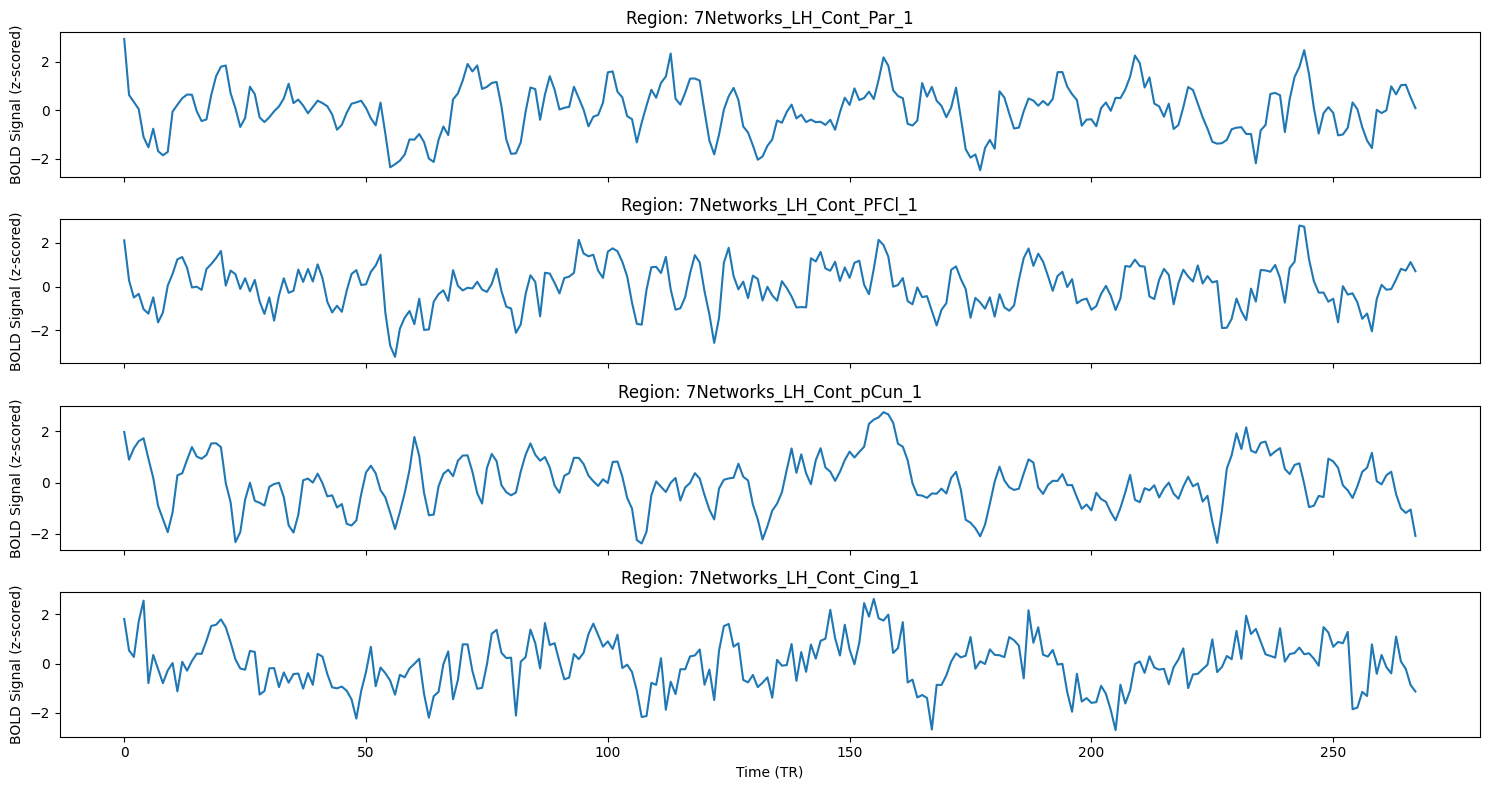 Region: 7Networks_LH_Cont_Par_1
BOLD Signal (z-scored)
2
0
−2
Region: 7Networks_LH_Cont_PFCl_1
BOLD Signal (z-scored)
2
0
−2
Region: 7Networks_LH_Cont_pCun_1
BOLD Signal (z-scored)
2
0
−2
Region: 7Networks_LH_Cont_Cing_1
BOLD Signal (z-scored)
2
0
−2
0 50 100 150 200 250
Time (TR)